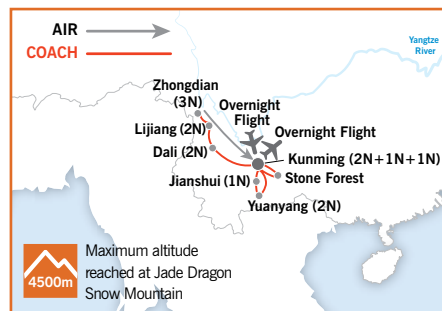 AIR
COACH
Yangtze
River
Zhongdian
(3N)
Overnight
Flight
Overnight Flight
Lijiang (2N)
Dali (2N)
Kunming (2N+1N+1N)
Jianshui (1N)
Stone Forest
Yuanyang (2N)
4500m
Maximum altitude
reached at Jade Dragon
Snow Mountain